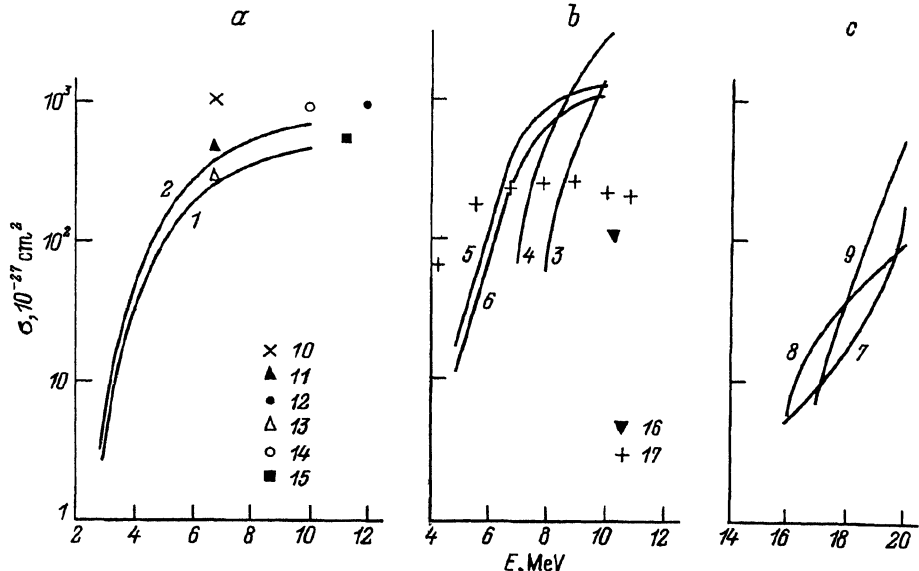 a
b
c
σ, 10⁻²⁷ cm²
10³
10²
10
1
2
1
× 10
▲ 11
● 12
△ 13
○ 14
■ 15
2 4 6 8 10 12
5
6
4
3
▼ 16
+ 17
4 6 8 10 12
E, MeV
9
8
7
14 16 18 20